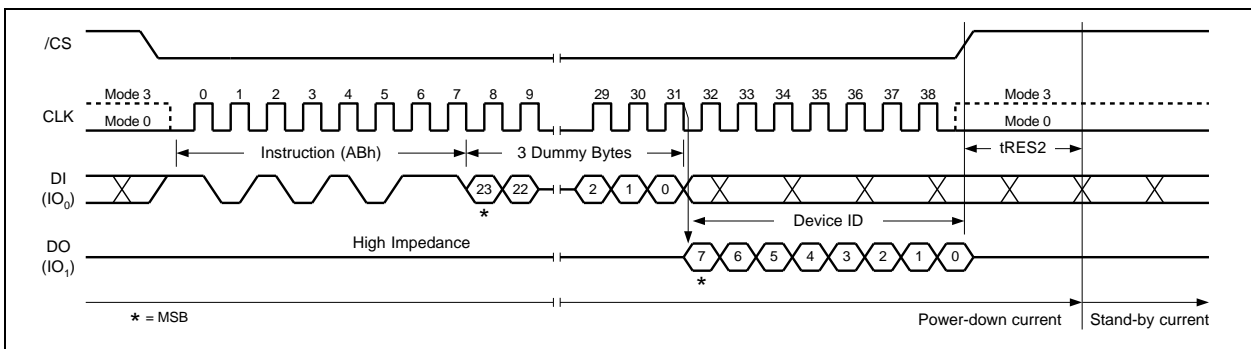 /CS
Mode 3 0 1 2 3 4 5 6 7 8 9 29 30 31 32 33 34 35 36 37 38 Mode 3
CLK
Mode 0 Mode 0
Instruction (ABh) 3 Dummy Bytes tRES2
DI
(IO0) 23 22 2 1 0
* Device ID
High Impedance
DO
(IO1) 7 6 5 4 3 2 1 0
*
* = MSB Power-down current Stand-by current